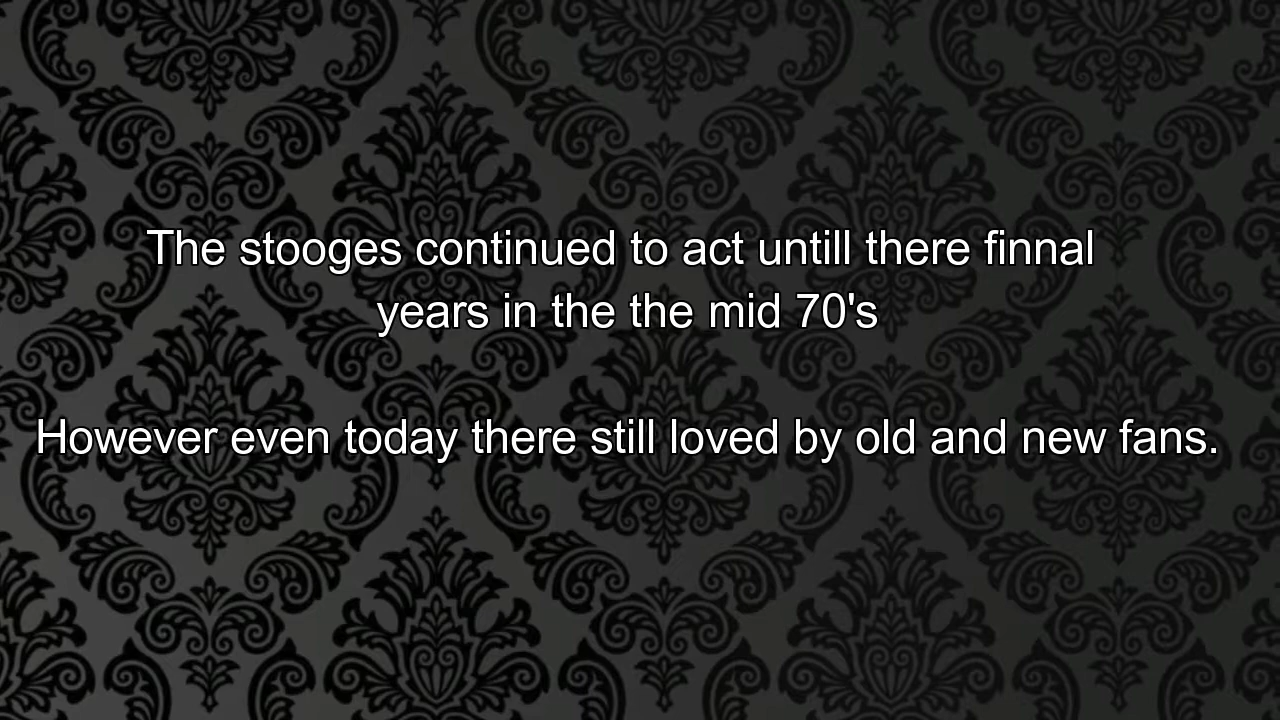 The stooges continued to act untill there finnal
years in the the mid 70's
However even today there still loved by old and new fans.